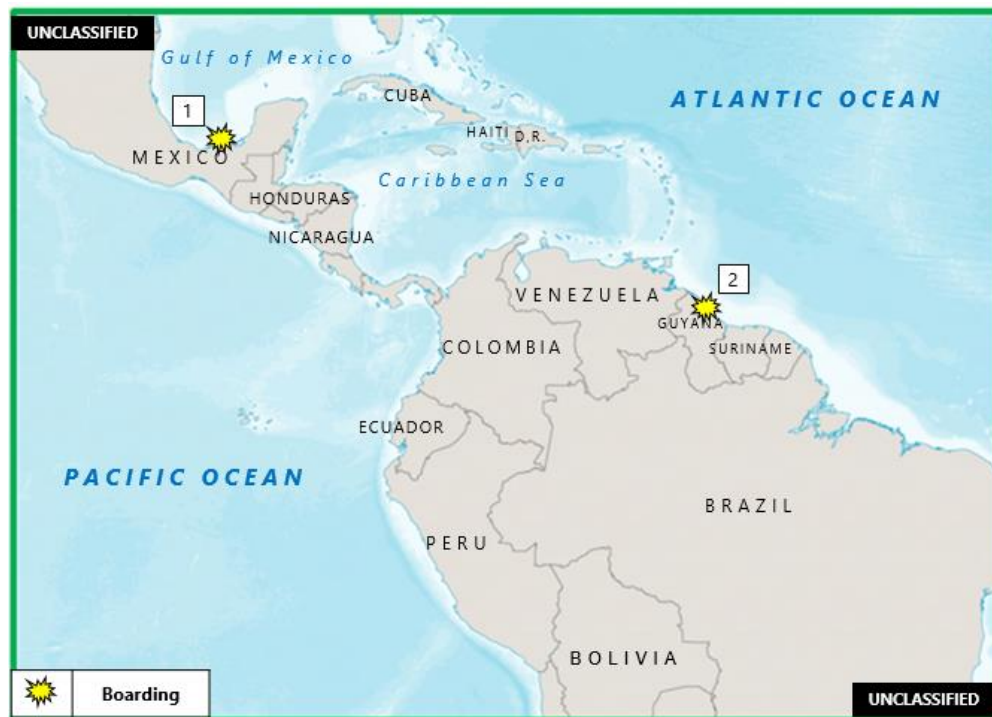 UNCLASSIFIED
Gulf of Mexico
ATLANTIC OCEAN
CUBA
1
HAITI
D.R.
MEXICO
Caribbean Sea
HONDURAS
NICARAGUA
2
VENEZUELA
GUYANA
COLOMBIA
SURINAME
ECUADOR
PACIFIC OCEAN
BRAZIL
PERU
BOLIVIA
Boarding
UNCLASSIFIED